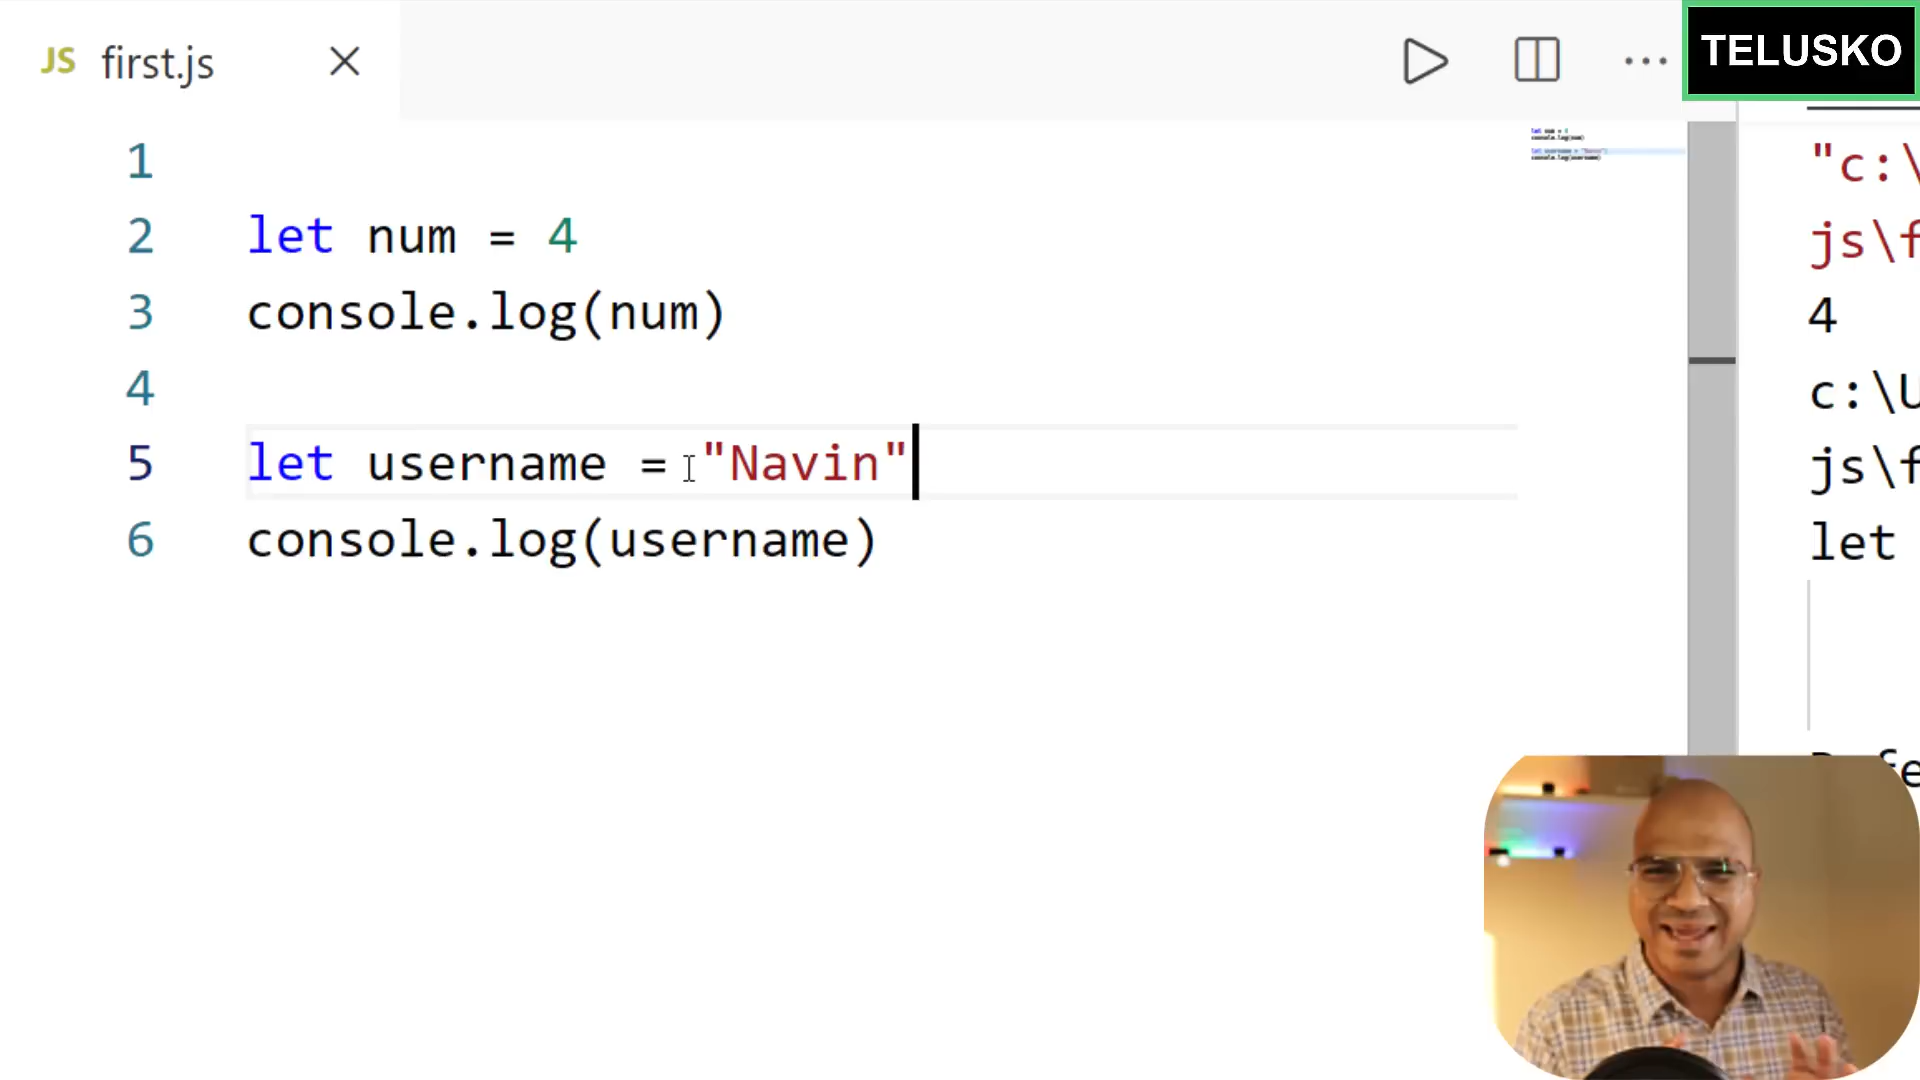 JS first.js
TELUSKO
1
2 let num = 4
3 console.log(num)
4
5 let username = "Navin"
6 console.log(username)
"c:\
js\f
4
c:\U
js\f
let